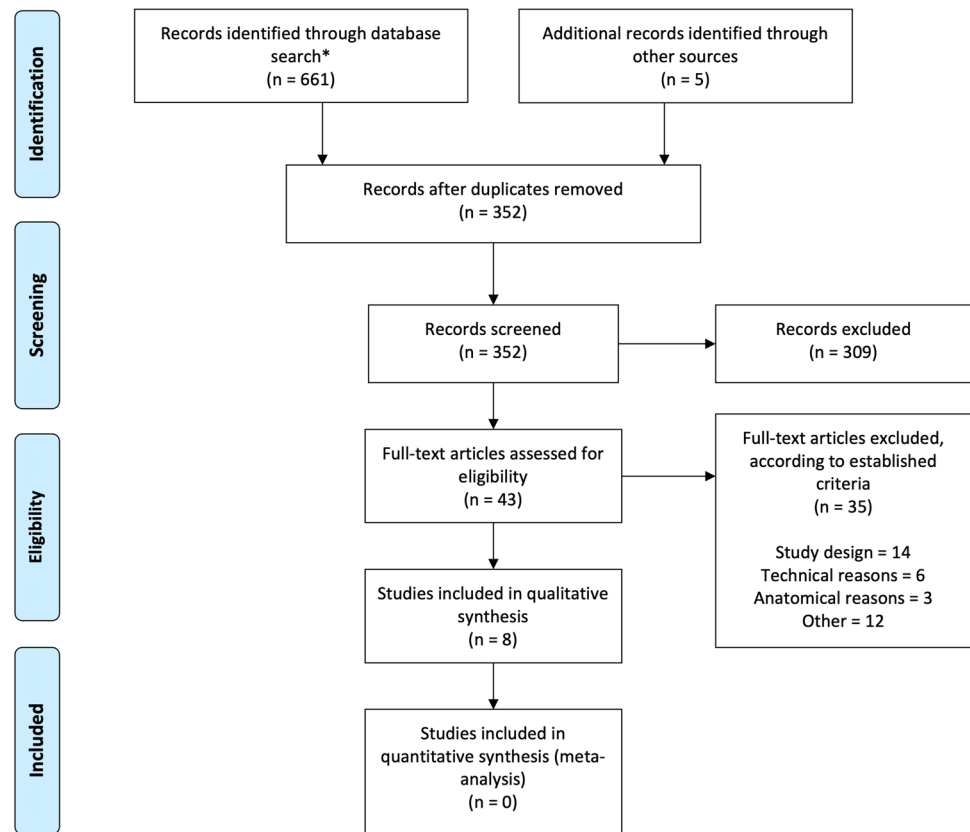 Identification
Records identified through database
search*
(n = 661)
Additional records identified through
other sources
(n = 5)
Records after duplicates removed
(n = 352)
Screening
Records screened
(n = 352)
Records excluded
(n = 309)
Eligibility
Full-text articles assessed for
eligibility
(n = 43)
Full-text articles excluded,
according to established
criteria
(n = 35)
Study design = 14
Technical reasons = 6
Anatomical reasons = 3
Other = 12
Studies included in qualitative
synthesis
(n = 8)
Included
Studies included in
quantitative synthesis (meta-
analysis)
(n = 0)